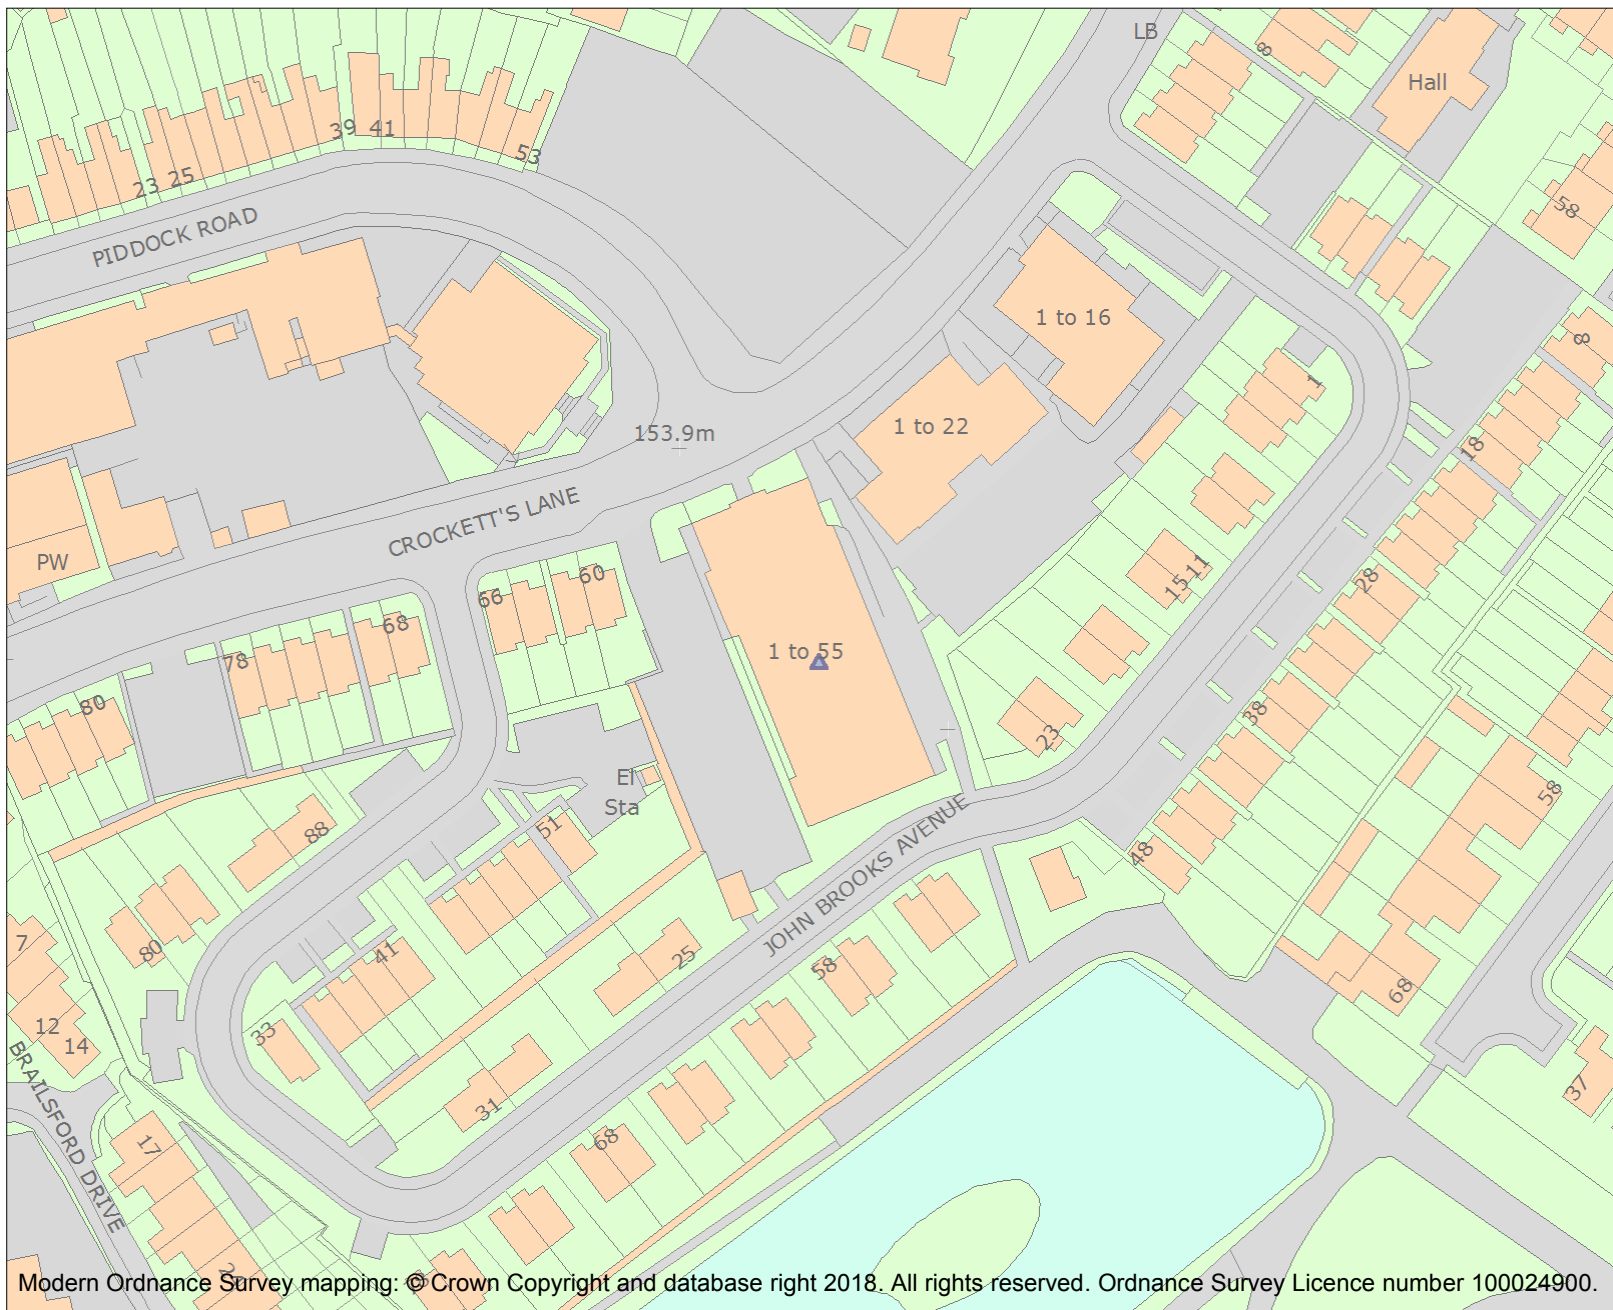 LB
8
Hall
39 41
53
23 25
58
PIDDOCK ROAD
1 to 16
8
1
1 to 22
153.9m
18
CROCKETT'S LANE
PW
60
66
28
15 11
68
1 to 55
78
80
38
23
El
Sta
58
51
88
JOHN BROOKS AVENUE
48
7
80
41
25
58
68
12
14
33
BRAILSFORD DRIVE
31
37
17
68
Modern Ordnance Survey mapping: © Crown Copyright and database right 2018. All rights reserved. Ordnance Survey Licence number 100024900.